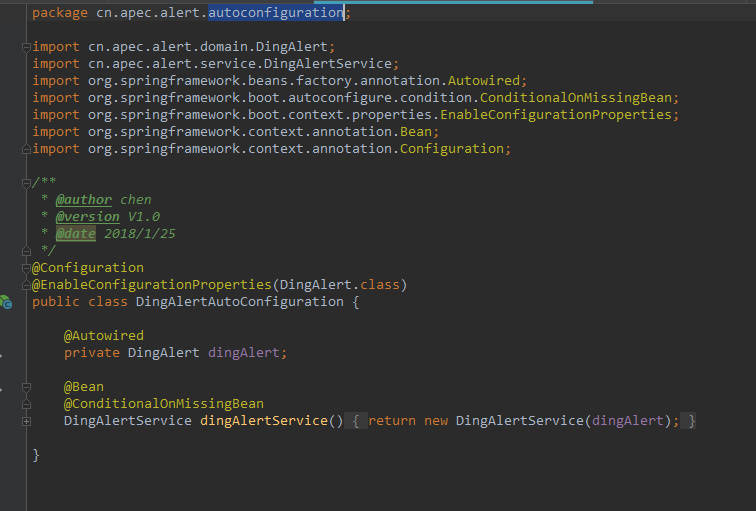 package cn.apec.alert.autoconfiguration;
import cn.apec.alert.domain.DingAlert;
import cn.apec.alert.service.DingAlertService;
import org.springframework.beans.factory.annotation.Autowired;
import org.springframework.boot.autoconfigure.condition.ConditionalOnMissingBean;
import org.springframework.boot.context.properties.EnableConfigurationProperties;
import org.springframework.context.annotation.Bean;
import org.springframework.context.annotation.Configuration;
/**
 * @author chen
 * @version V1.0
 * @date 2018/1/25
 */
@Configuration
@EnableConfigurationProperties(DingAlert.class)
public class DingAlertAutoConfiguration {
    @Autowired
    private DingAlert dingAlert;
    @Bean
    @ConditionalOnMissingBean
    DingAlertService dingAlertService() { return new DingAlertService(dingAlert); }
}